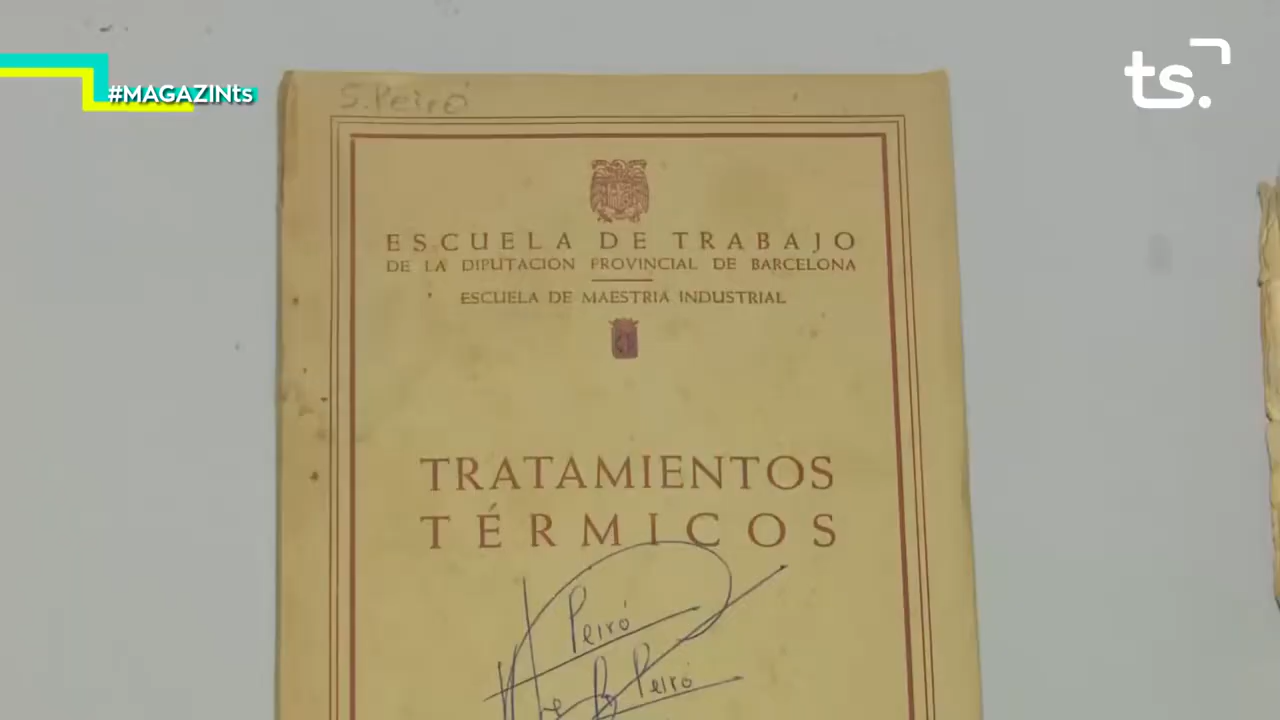 #MAGAZINts
ts.
S. Peiró
ESCUELA DE TRABAJO
DE LA DIPUTACION PROVINCIAL DE BARCELONA
ESCUELA DE MAESTRIA INDUSTRIAL
TRATAMIENTOS
TÉRMICOS
Peiró
Peiró